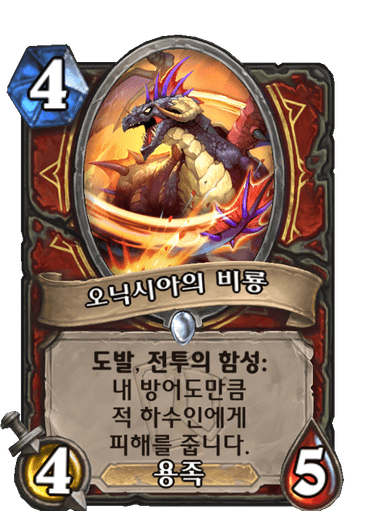 4
오닉시아의 비룡
도발, 전투의 함성:
내 방어도만큼
적 하수인에게
피해를 줍니다.
4
용족
5